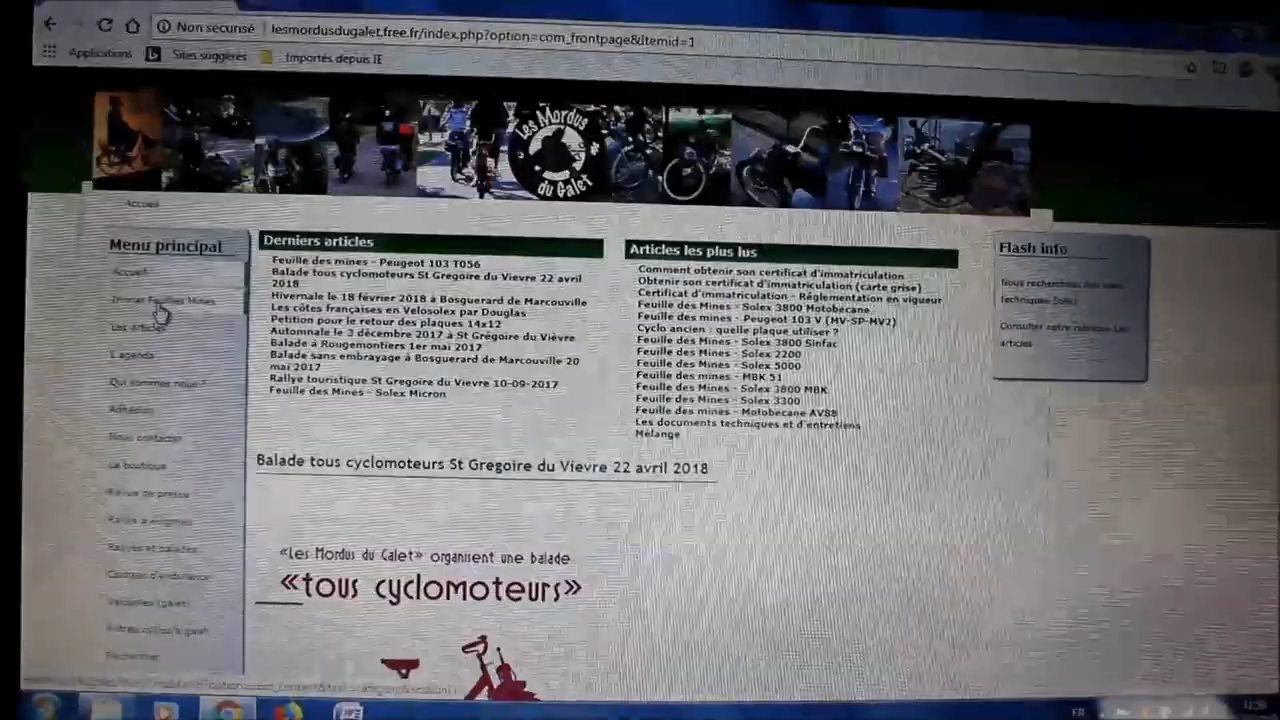 Non sécurisé | lesmordusdugalet.free.fr/index.php?option=com_frontpage&Itemid=1
Applications
Sites suggérés
Importés depuis IE
Les Mordus
du Galet
Accueil
Menu principal
Accueil
Les Articles
L'agenda
Qui sommes nous ?
Adhésion
Nous contacter
La boutique
Revue de presse
Rallye à énigmes
Rallyes et balades
Courses d'endurance
Rechercher
Derniers articles
Feuille des mines - Peugeot 103 T056
Balade tous cyclomoteurs St Gregoire du Vievre 22 avril
2018
Hivernale le 18 février 2018 à Bosguerard de Marcouville
Les côtes françaises en Velosolex par Douglas
Petition pour le retour des plaques 14x12
Automnale le 3 décembre 2017 à St Grégoire du Vièvre
Balade à Rougemontiers 1er mai 2017
Balade sans embrayage à Bosguerard de Marcouville 20
mai 2017
Rallye touristique St Gregoire du Vievre 10-09-2017
Feuille des Mines - Solex Micron
Articles les plus lus
Comment obtenir son certificat d'immatriculation
Obtenir son certificat d'immatriculation (carte grise)
Certificat d'immatriculation - Réglementation en vigueur
Feuille des Mines - Solex 3800 Motobecane
Feuille des mines - Peugeot 103 V (MV-SP-MV2)
Cyclo ancien : quelle plaque utiliser ?
Feuille des Mines - Solex 3800 Sinfac
Feuille des Mines - Solex 2200
Feuille des Mines - Solex 5000
Feuille des mines - MBK 51
Feuille des Mines - Solex 3800 MBK
Feuille des Mines - Solex 3300
Feuille des mines - Motobecane AV88
Les documents techniques et d'entretiens
Mélange
Flash info
Nous recherchons des
techniques Solex
Consulter notre rubrique Les
articles
Balade tous cyclomoteurs St Gregoire du Vievre 22 avril 2018
«Les Mordus du Galet» organisent une balade
«tous cyclomoteurs»
FR